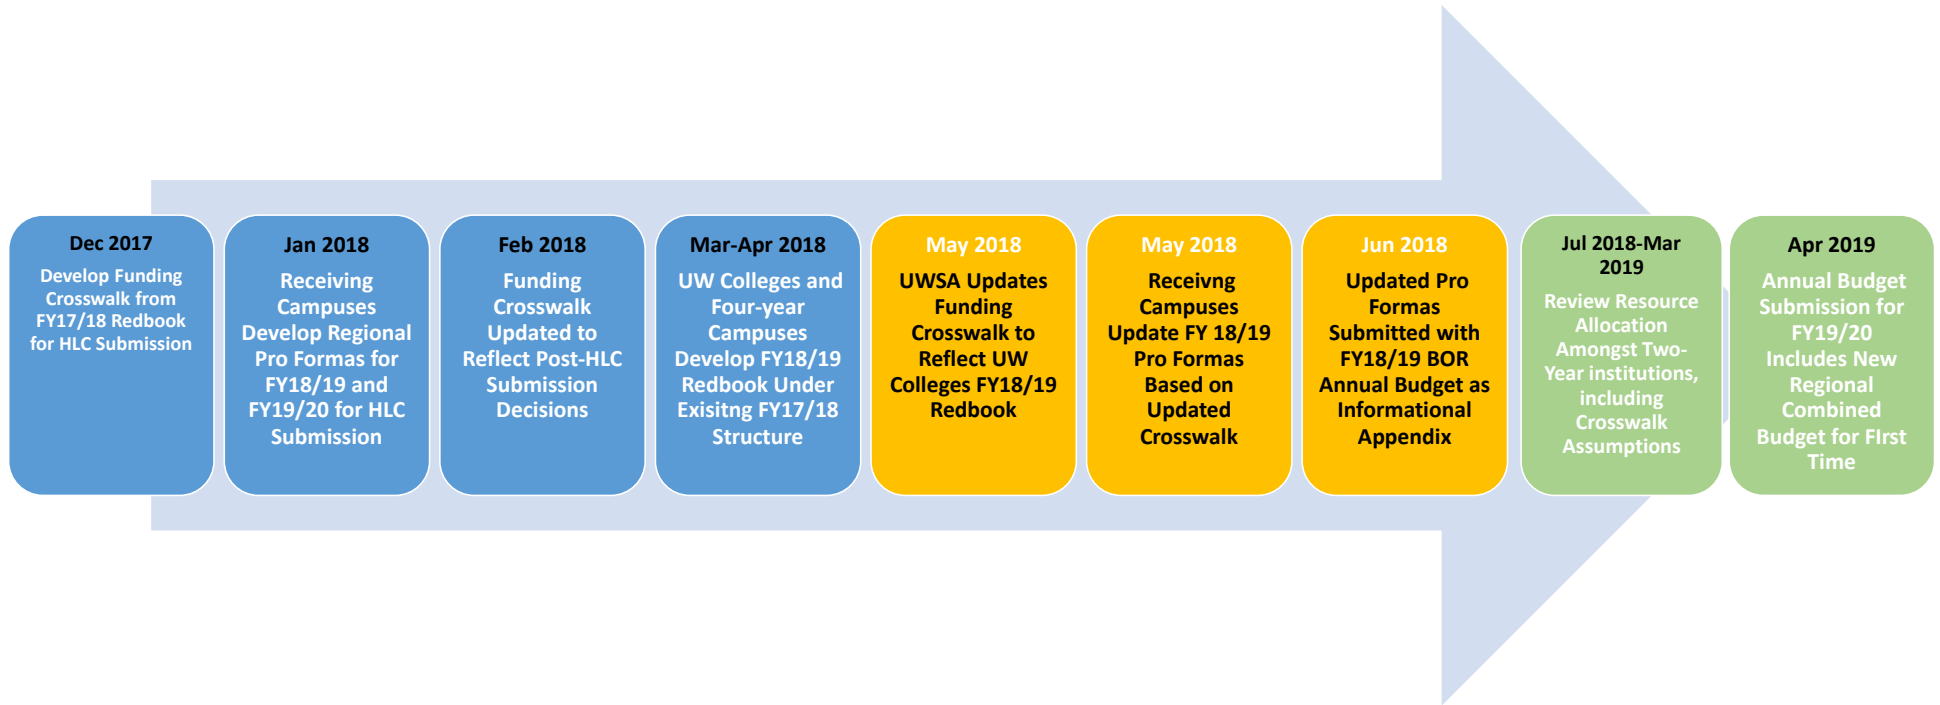 Dec 2017
Develop Funding
Crosswalk from
FY17/18 Redbook
for HLC Submission
Jan 2018
Receiving
Campuses
Develop Regional
Pro Formas for
FY18/19 and
FY19/20 for HLC
Submission
Feb 2018
Funding
Crosswalk
Updated to
Reflect Post-HLC
Submission
Decisions
Mar-Apr 2018
UW Colleges and
Four-year
Campuses
Develop FY18/19
Redbook Under
Exisitng FY17/18
Structure
May 2018
UWSA Updates
Funding
Crosswalk to
Reflect UW
Colleges FY18/19
Redbook
May 2018
Receivng
Campuses
Update FY 18/19
Pro Formas
Based on
Updated
Crosswalk
Jun 2018
Updated Pro
Formas
Submitted with
FY18/19 BOR
Annual Budget as
Informational
Appendix
Jul 2018-Mar
2019
Review Resource
Allocation
Amongst Two-
Year institutions,
including
Crosswalk
Assumptions
Apr 2019
Annual Budget
Submission for
FY19/20
Includes New
Regional
Combined
Budget for FIrst
Time